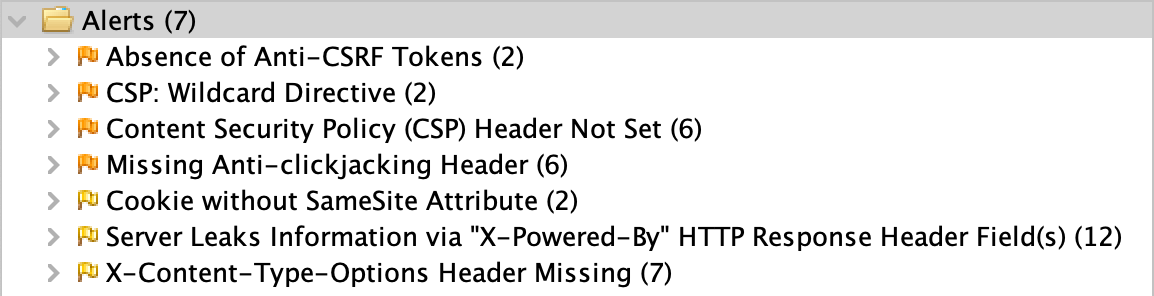 Alerts (7)
Absence of Anti-CSRF Tokens (2)
CSP: Wildcard Directive (2)
Content Security Policy (CSP) Header Not Set (6)
Missing Anti-clickjacking Header (6)
Cookie without SameSite Attribute (2)
Server Leaks Information via "X-Powered-By" HTTP Response Header Field(s) (12)
X-Content-Type-Options Header Missing (7)